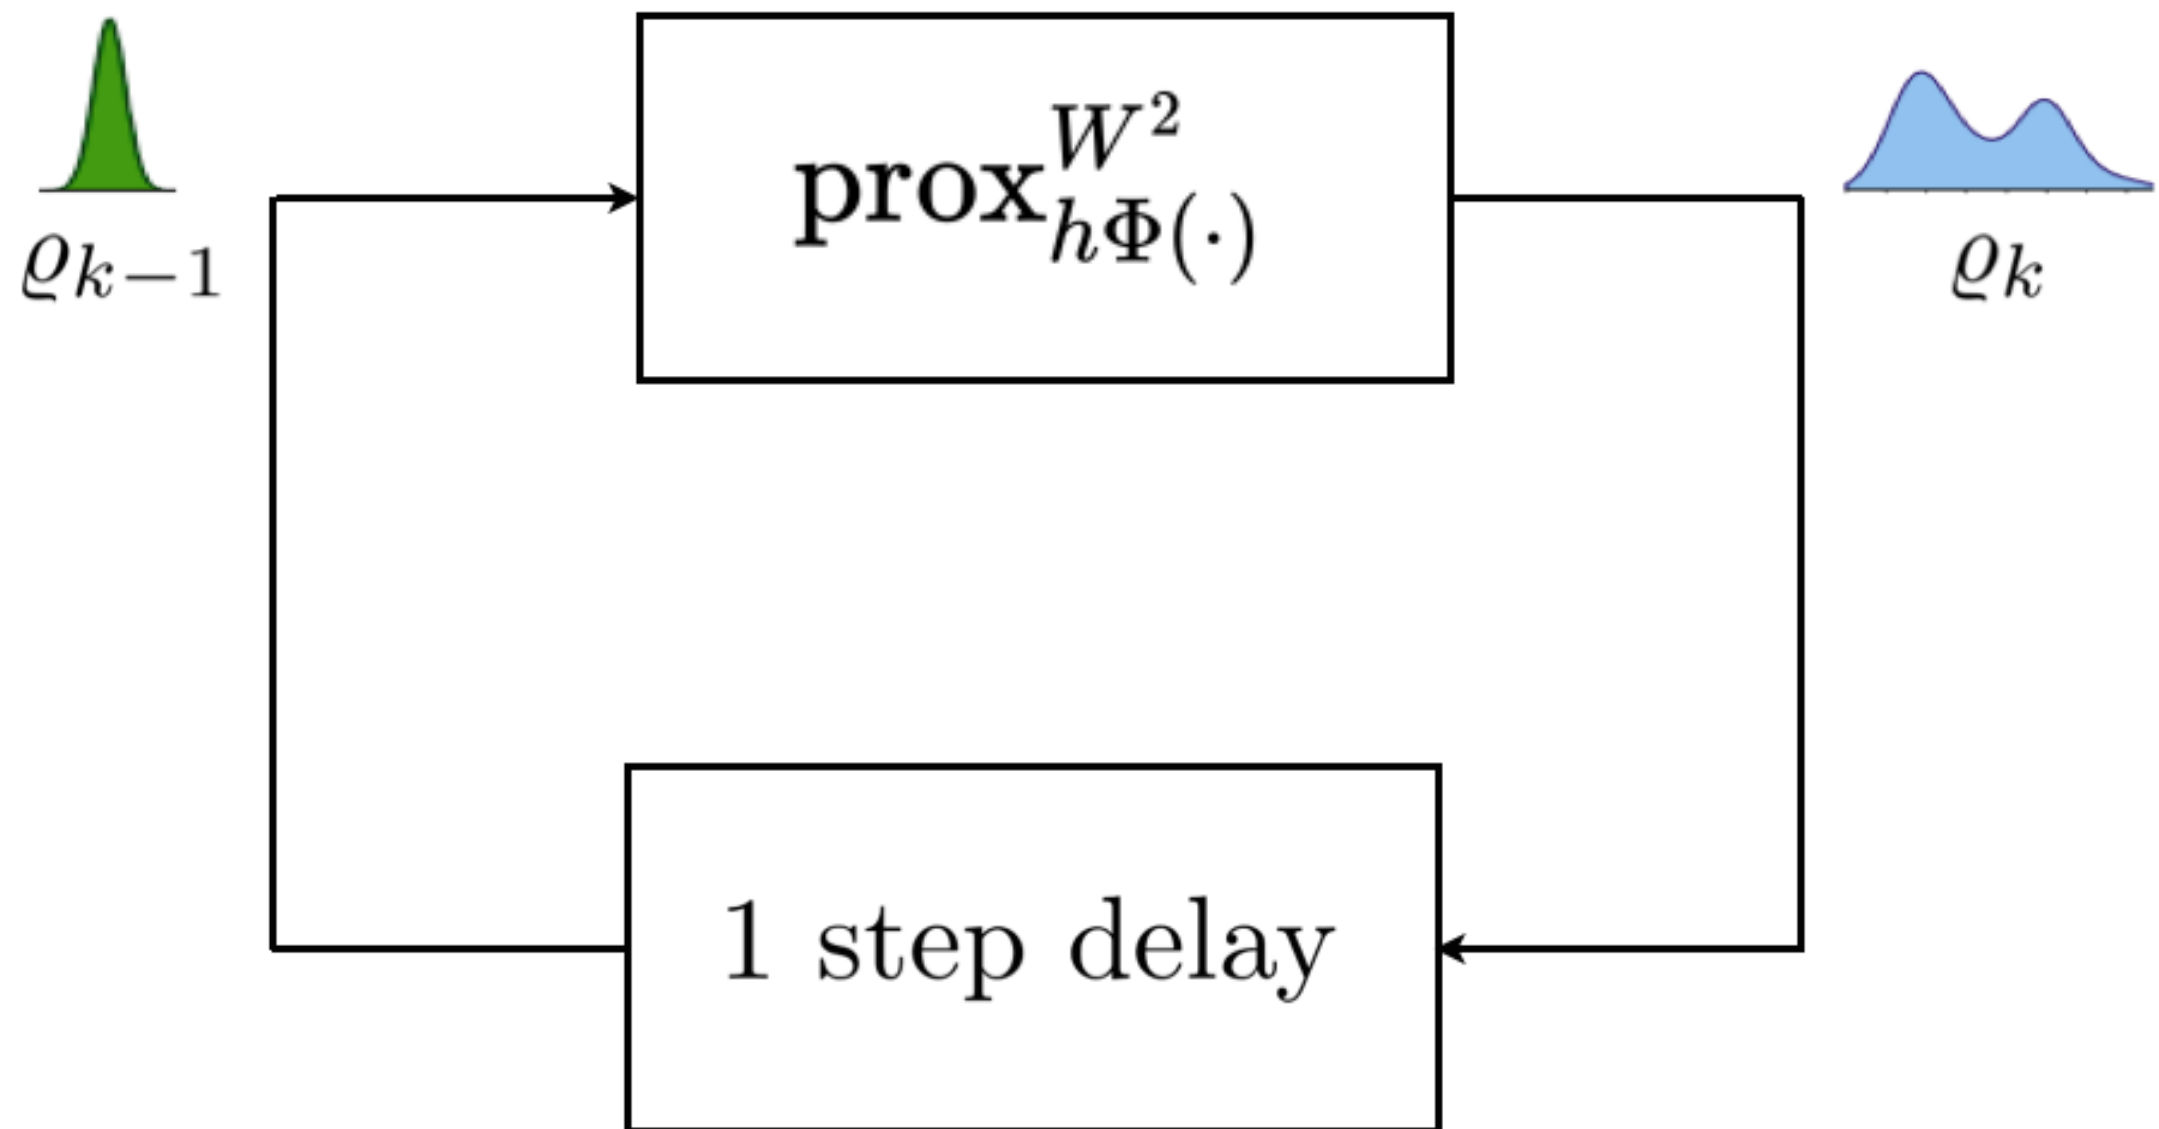 prox^{W^2}_{hΦ(·)}
ϱ_{k−1}
ϱ_k
1 step delay